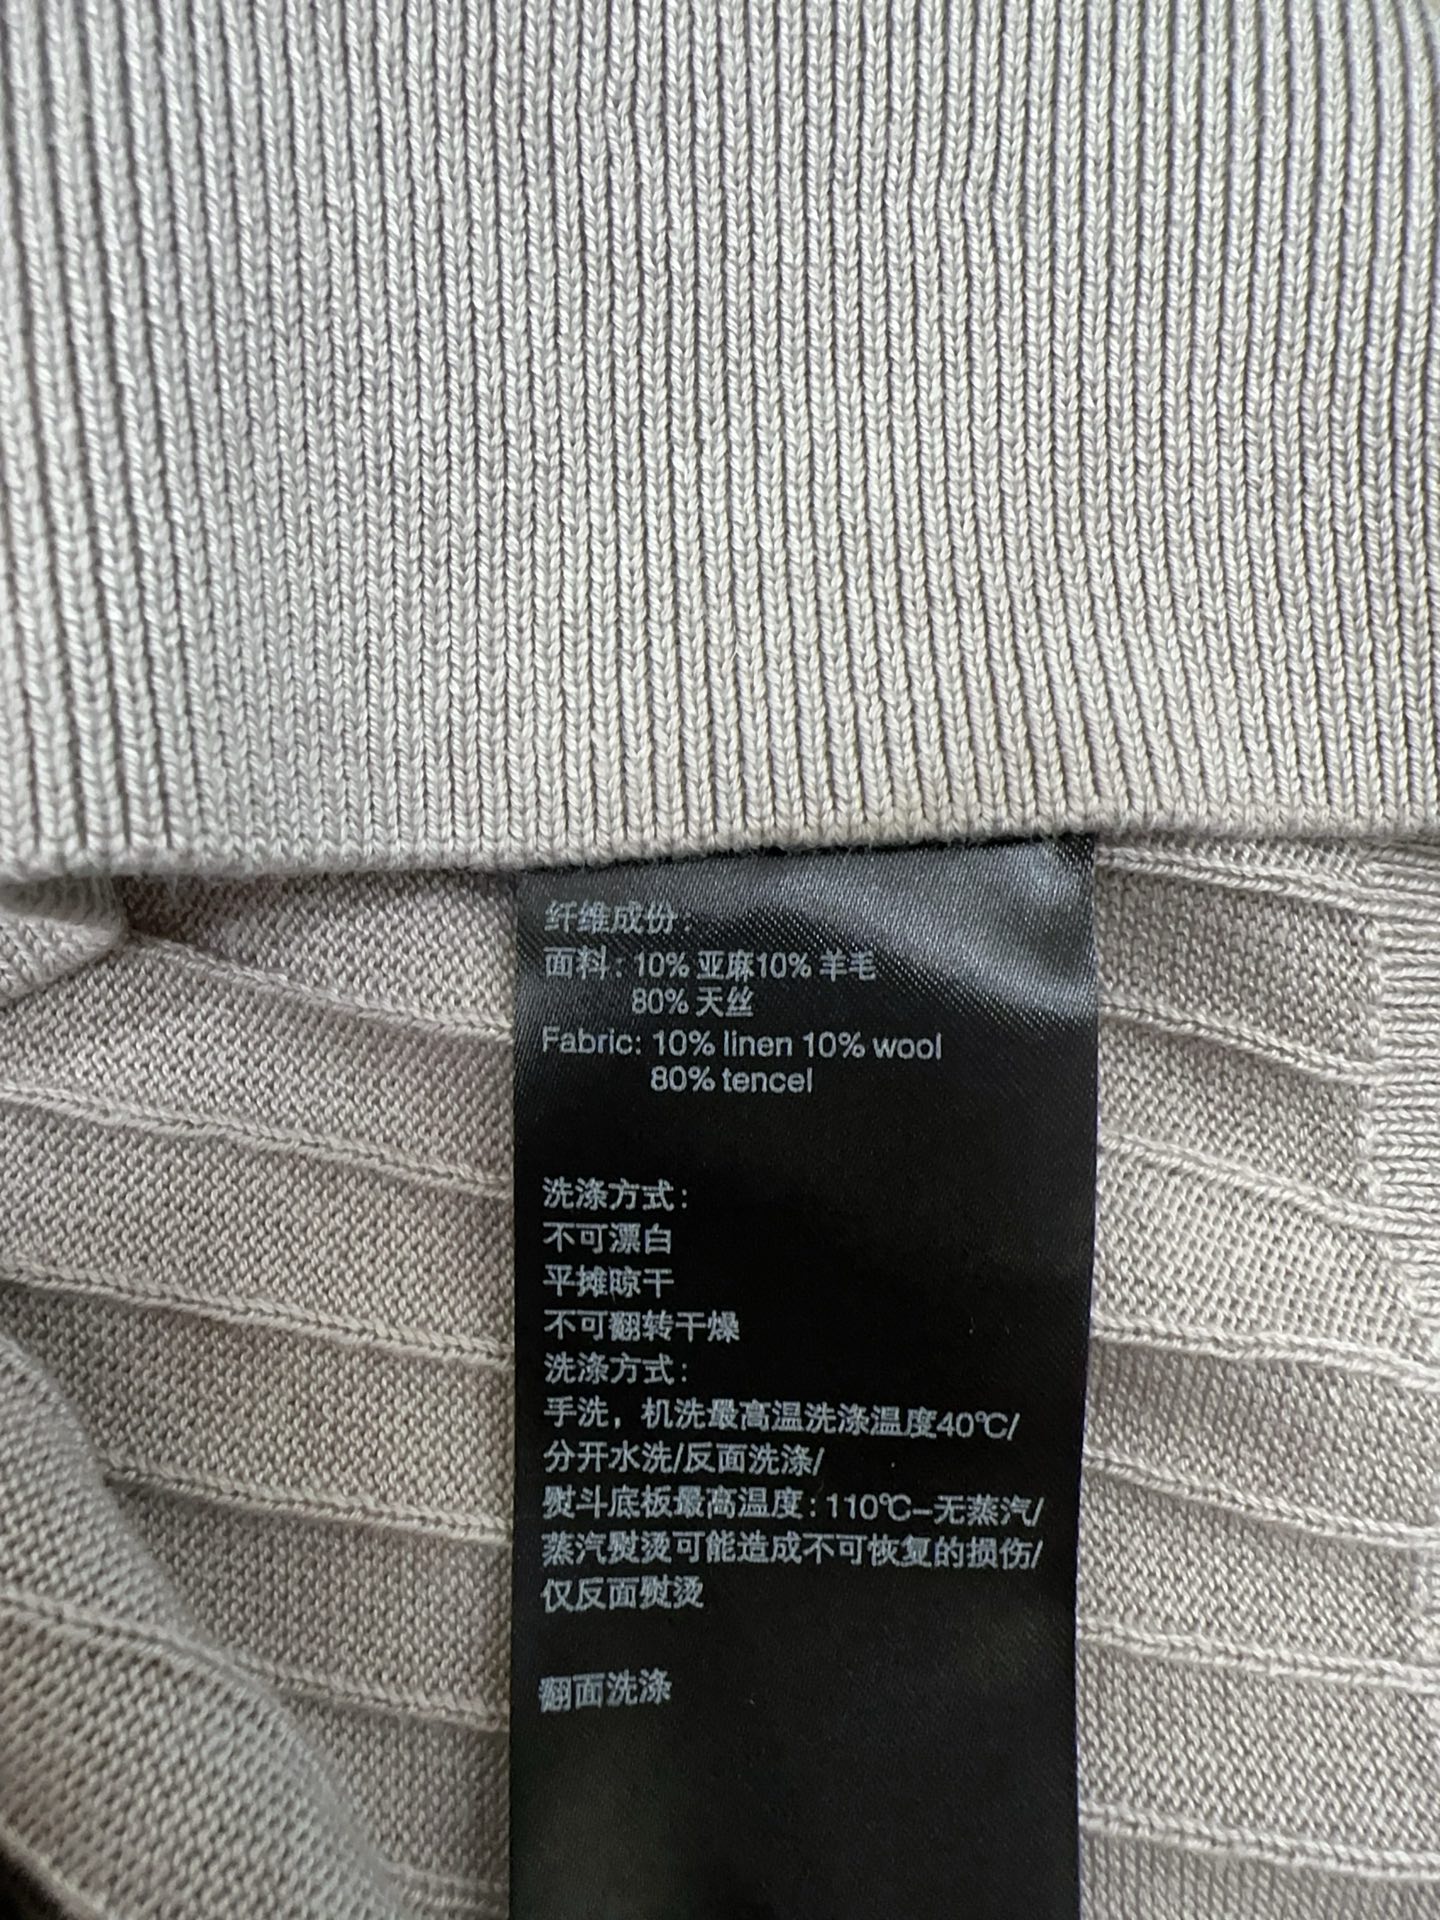 纤维成份：
面料：10% 亚麻10% 羊毛
80% 天丝
Fabric: 10% linen 10% wool
80% tencel
洗涤方式：
不可漂白
平摊晾干
不可翻转干燥
洗涤方式：
手洗，机洗最高温洗涤温度40℃/
分开水洗/反面洗涤/
熨斗底板最高温度：110℃-无蒸汽/
蒸汽熨烫可能造成不可恢复的损伤/
仅反面熨烫
翻面洗涤